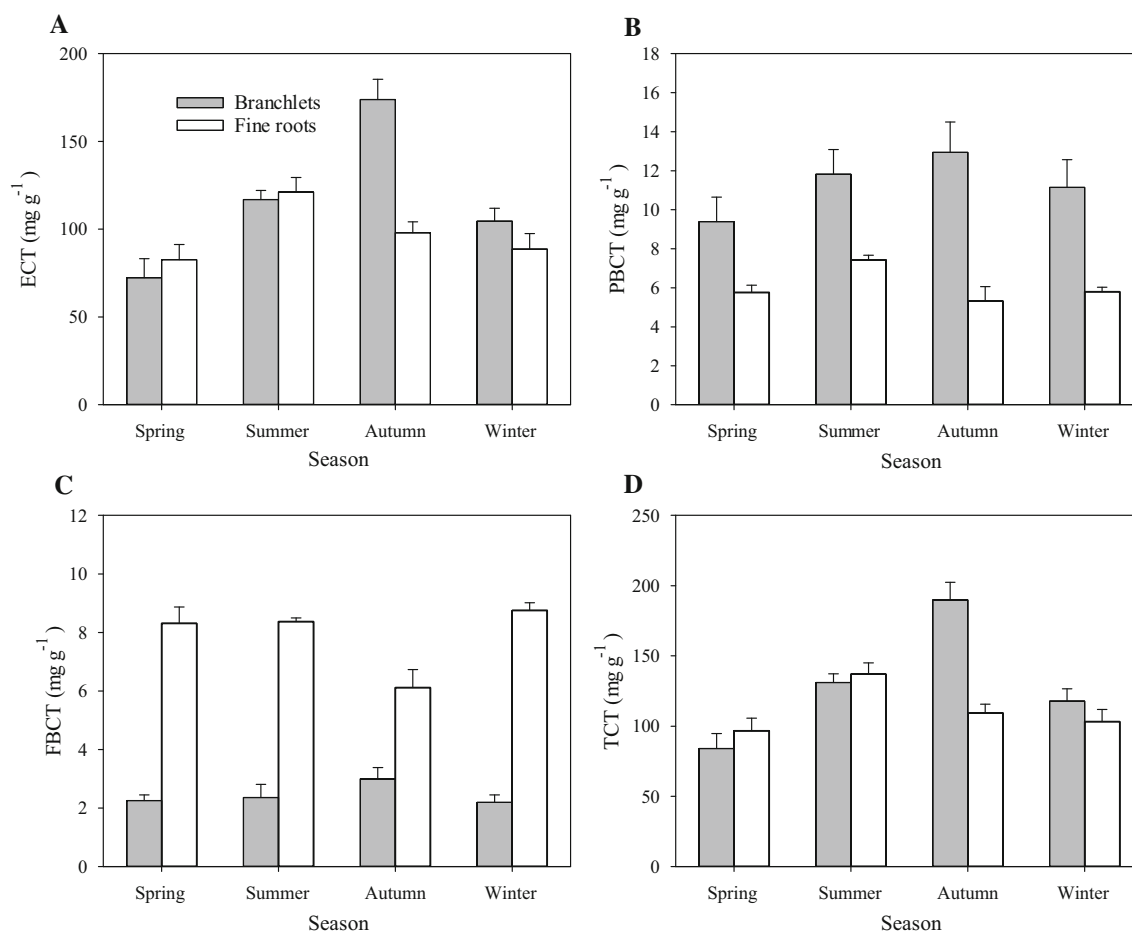 A
ECT (mg g⁻¹)
200
150
100
50
0
Branchlets
Fine roots
Spring Summer Autumn Winter
Season
B
PBCT (mg g⁻¹)
18
16
14
12
10
8
6
4
2
0
Spring Summer Autumn Winter
Season
C
FBCT (mg g⁻¹)
12
10
8
6
4
2
0
Spring Summer Autumn Winter
Season
D
TCT (mg g⁻¹)
250
200
150
100
50
0
Spring Summer Autumn Winter
Season